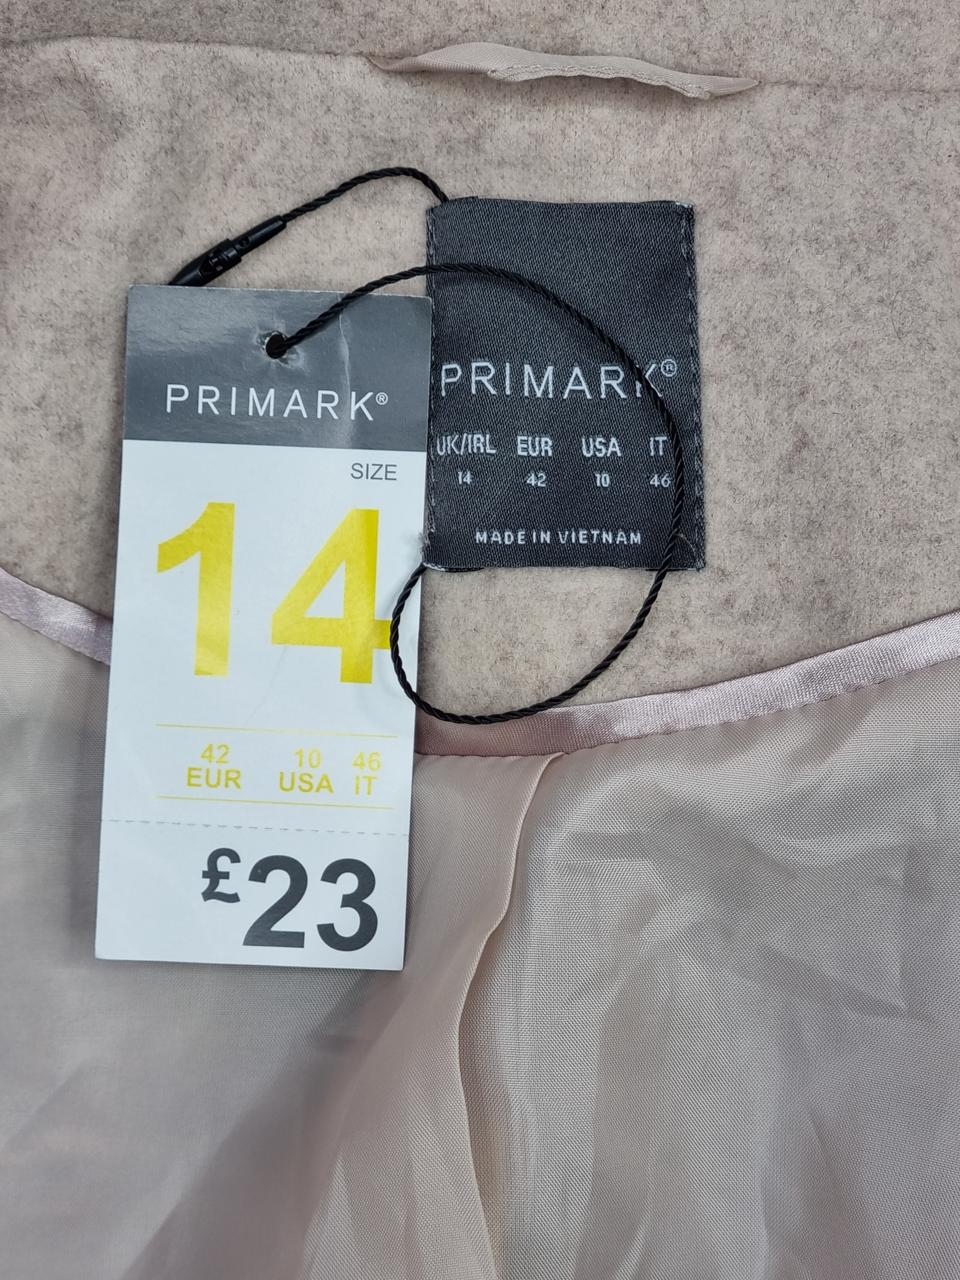 PRIMARK®
SIZE
14
42 10 46
EUR USA IT
£23
PRIMARK®
UK/IRL EUR USA IT
14 42 10 46
MADE IN VIETNAM